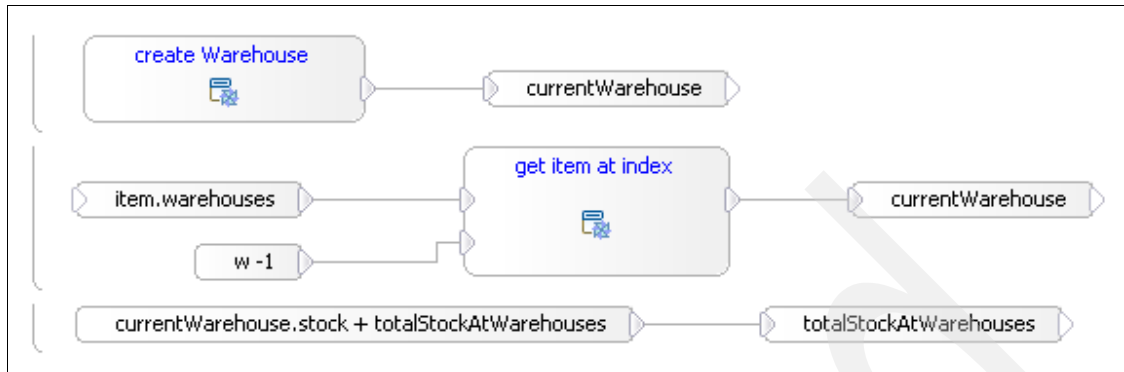 create Warehouse
currentWarehouse
get item at index
item.warehouses
currentWarehouse
w -1
currentWarehouse.stock + totalStockAtWarehouses
totalStockAtWarehouses